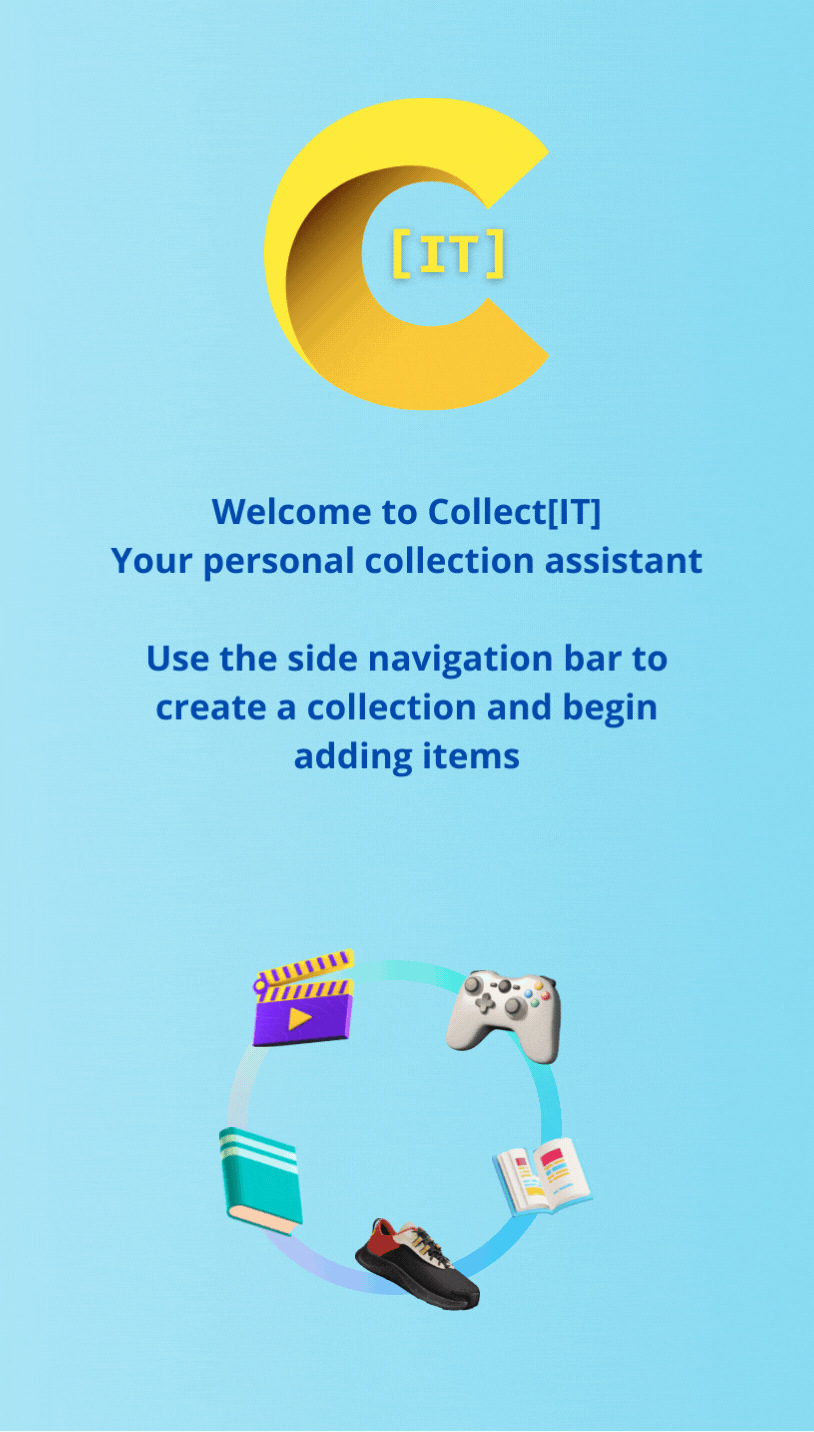 [IT]
Welcome to Collect[IT]
Your personal collection assistant
Use the side navigation bar to
create a collection and begin
adding items